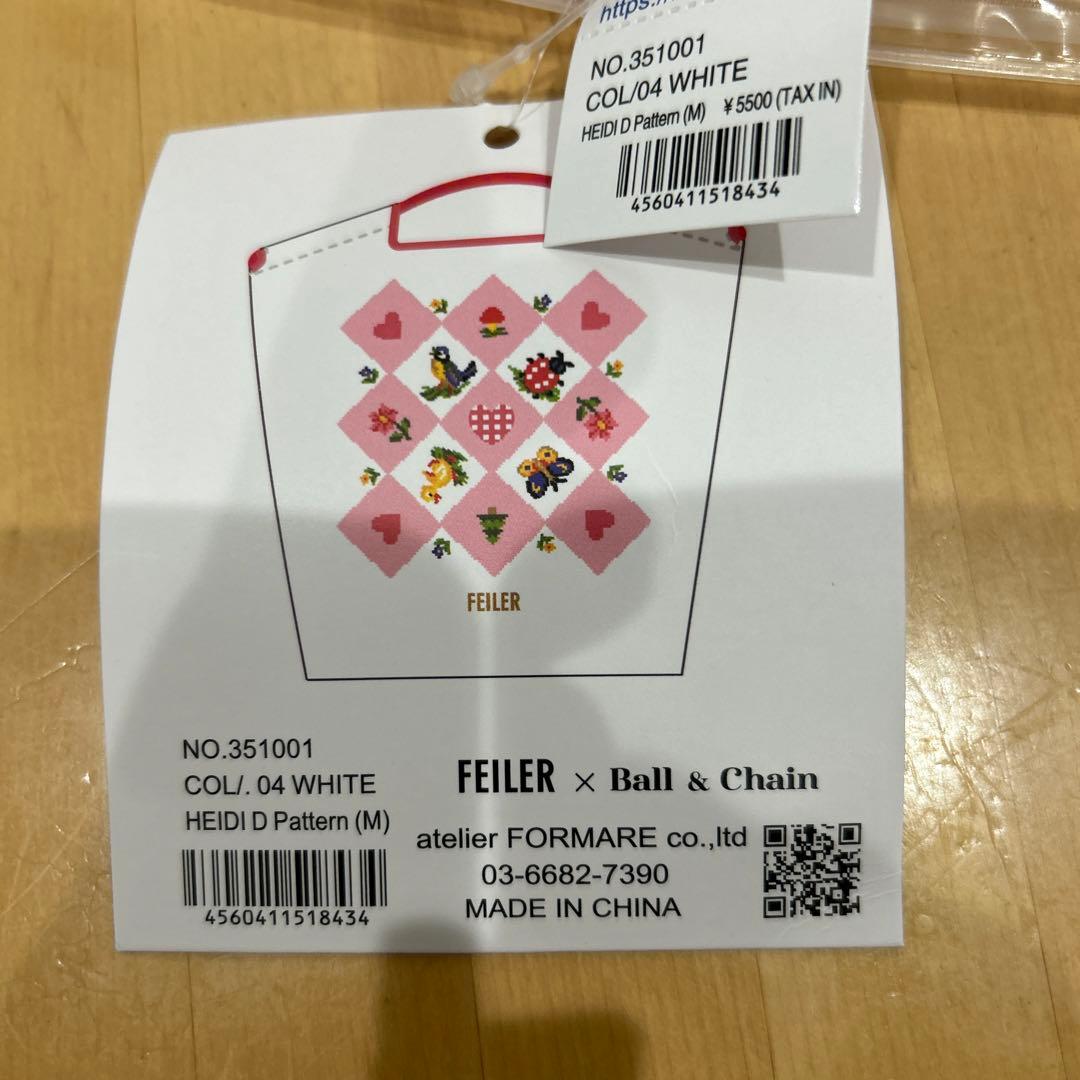 https:/
NO.351001
COL/04 WHITE
HEIDI D Pattern (M) ¥5500 (TAX IN)
4560411518434
FEILER
NO.351001
COL/. 04 WHITE
HEIDI D Pattern (M)
4560411518434
FEILER × Ball & Chain
atelier FORMARE co.,ltd
03-6682-7390
MADE IN CHINA